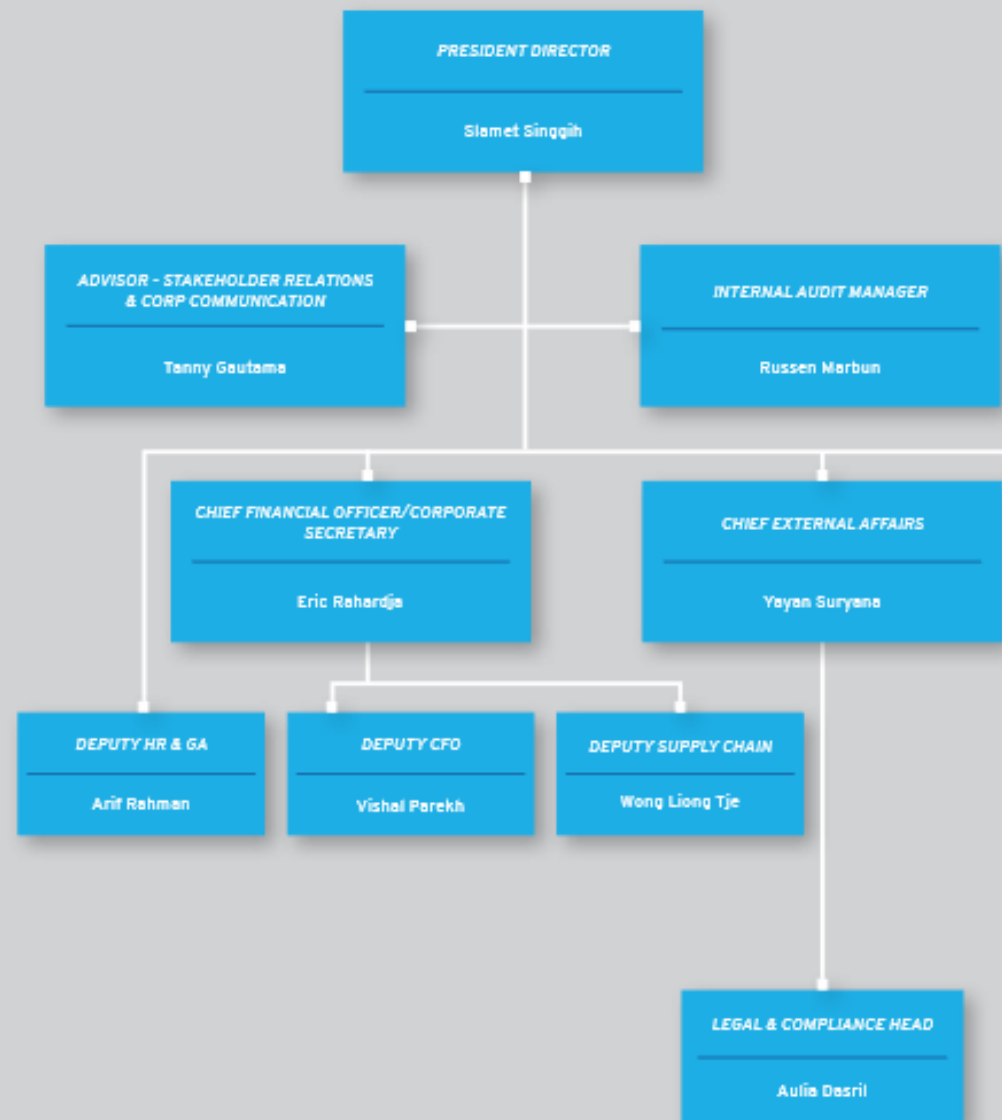 PRESIDENT DIRECTOR
Slamet Singgih
ADVISOR - STAKEHOLDER RELATIONS
& CORP COMMUNICATION
Tanny Gautama
INTERNAL AUDIT MANAGER
Russen Marbun
CHIEF FINANCIAL OFFICER/CORPORATE
SECRETARY
Eric Rahardja
CHIEF EXTERNAL AFFAIRS
Yayan Suryana
DEPUTY HR & GA
Arif Rahman
DEPUTY CFO
Vishal Parekh
DEPUTY SUPPLY CHAIN
Wong Liong Tje
LEGAL & COMPLIANCE HEAD
Aulia Dasril